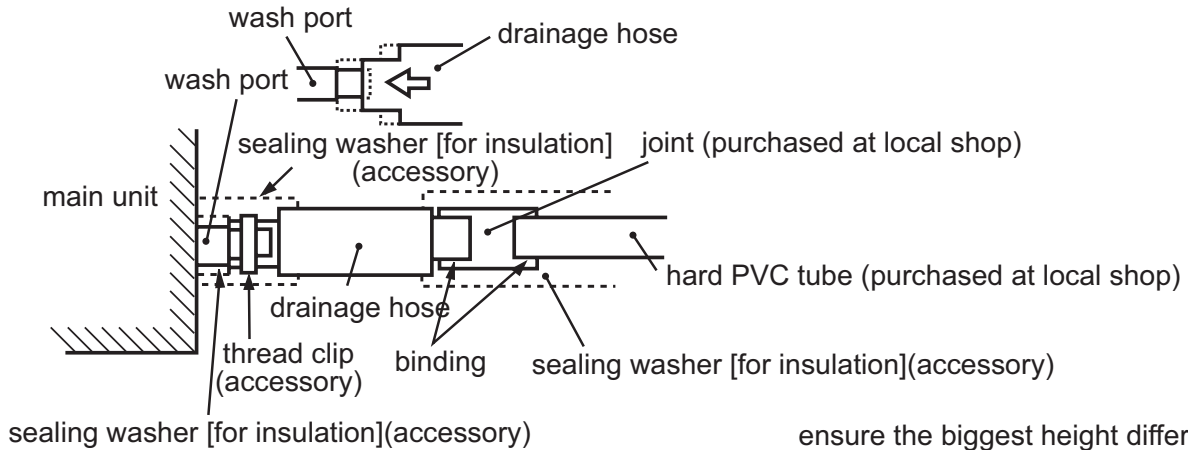 wash port
drainage hose
wash port
sealing washer [for insulation]
(accessory)
joint (purchased at local shop)
main unit
hard PVC tube (purchased at local shop)
drainage hose
thread clip
(accessory)
binding
sealing washer [for insulation](accessory)
sealing washer [for insulation](accessory)
ensure the biggest height differ